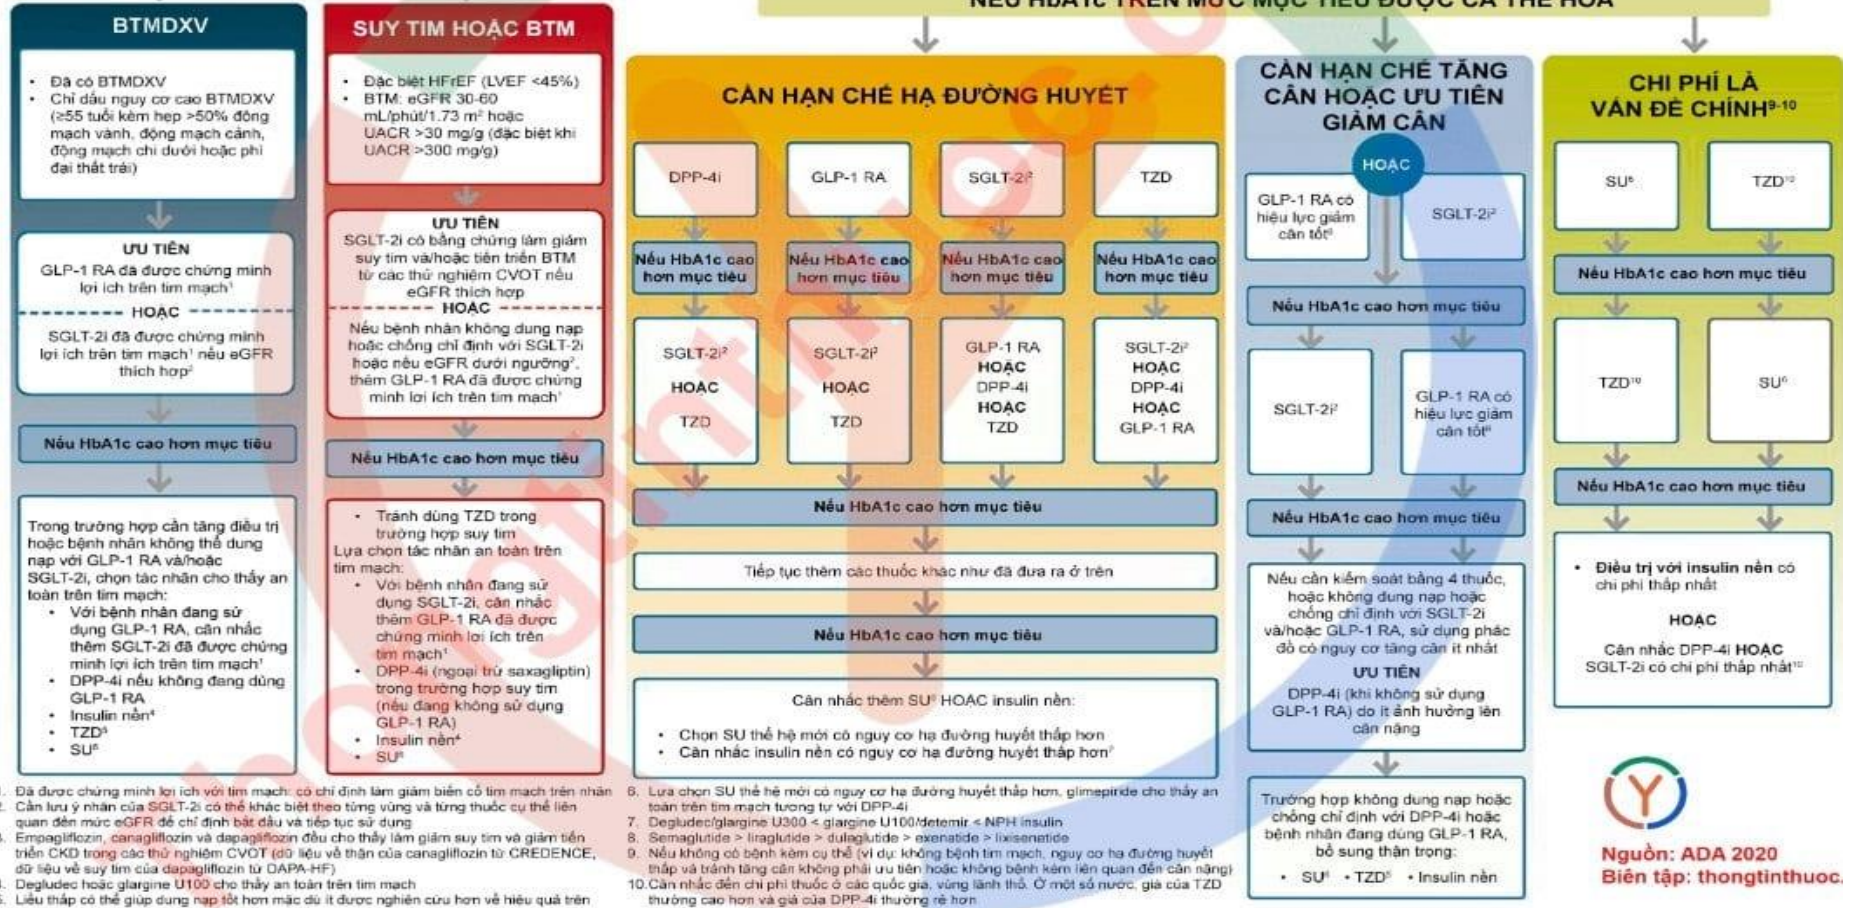 NẾU HbA1c TRÊN MỨC MỤC TIÊU ĐƯỢC CÁ THỂ HÓA
BTMDXV
• Đã có BTMDXV
• Chỉ dấu nguy cơ cao BTMDXV
(≥55 tuổi kèm hẹp >50% động
mạch vành, động mạch cảnh,
động mạch chi dưới hoặc phì
đại thất trái)
ƯU TIÊN
GLP-1 RA đã được chứng minh
lợi ích trên tim mạch¹
HOẶC
SGLT-2i đã được chứng minh
lợi ích trên tim mạch¹ nếu eGFR
thích hợp²
Nếu HbA1c cao hơn mục tiêu
Trong trường hợp cần tăng điều trị
hoặc bệnh nhân không thể dung
nạp với GLP-1 RA và/hoặc
SGLT-2i, chọn tác nhân cho thấy an
toàn trên tim mạch:
• Với bệnh nhân đang sử
dụng GLP-1 RA, cân nhắc
thêm SGLT-2i đã được chứng
minh lợi ích trên tim mạch¹
• DPP-4i nếu không đang dùng
GLP-1 RA
• Insulin nền⁴
• TZD⁵
• SU⁶
SUY TIM HOẶC BTM
• Đặc biệt HFrEF (LVEF <45%)
• BTM: eGFR 30-60
mL/phút/1.73 m² hoặc
UACR >30 mg/g (đặc biệt khi
UACR >300 mg/g)
ƯU TIÊN
SGLT-2i có bằng chứng làm giảm
suy tim và/hoặc tiến triển BTM
từ các thử nghiệm CVOT nếu
eGFR thích hợp
HOẶC
Nếu bệnh nhân không dung nạp
hoặc chống chỉ định với SGLT-2i
hoặc nếu eGFR dưới ngưỡng²,
thêm GLP-1 RA đã được chứng
minh lợi ích trên tim mạch¹
Nếu HbA1c cao hơn mục tiêu
• Tránh dùng TZD trong
trường hợp suy tim
Lựa chọn tác nhân an toàn trên
tim mạch:
• Với bệnh nhân đang sử
dụng SGLT-2i, cân nhắc
thêm GLP-1 RA đã được
chứng minh lợi ích trên
tim mạch¹
• DPP-4i (ngoại trừ saxagliptin)
trong trường hợp suy tim
(nếu đang không sử dụng
GLP-1 RA)
• Insulin nền⁴
• SU⁶
CẦN HẠN CHẾ HẠ ĐƯỜNG HUYẾT
DPP-4i
GLP-1 RA
SGLT-2i²
TZD
Nếu HbA1c cao
hơn mục tiêu
Nếu HbA1c cao
hơn mục tiêu
Nếu HbA1c cao
hơn mục tiêu
Nếu HbA1c cao
hơn mục tiêu
SGLT-2i²
HOẶC
TZD
SGLT-2i²
HOẶC
TZD
GLP-1 RA
HOẶC
DPP-4i
HOẶC
TZD
SGLT-2i²
HOẶC
DPP-4i
HOẶC
GLP-1 RA
Nếu HbA1c cao hơn mục tiêu
Tiếp tục thêm các thuốc khác như đã đưa ra ở trên
Nếu HbA1c cao hơn mục tiêu
Cân nhắc thêm SU⁶ HOẶC insulin nền:
• Chọn SU thế hệ mới có nguy cơ hạ đường huyết thấp hơn
• Cân nhắc insulin nền có nguy cơ hạ đường huyết thấp hơn⁷
CẦN HẠN CHẾ TĂNG
CÂN HOẶC ƯU TIÊN
GIẢM CÂN
HOẶC
GLP-1 RA có
hiệu lực giảm
cân tốt⁸
SGLT-2i²
Nếu HbA1c cao hơn mục tiêu
SGLT-2i²
GLP-1 RA có
hiệu lực giảm
cân tốt⁸
Nếu HbA1c cao hơn mục tiêu
Nếu cần kiểm soát bằng 4 thuốc,
hoặc không dung nạp hoặc
chống chỉ định với SGLT-2i
và/hoặc GLP-1 RA, sử dụng phác
đồ có nguy cơ tăng cân ít nhất
ƯU TIÊN
DPP-4i (khi không sử dụng
GLP-1 RA) do ít ảnh hưởng lên
cân nặng
Trường hợp không dung nạp hoặc
chống chỉ định với DPP-4i hoặc
bệnh nhân đang dùng GLP-1 RA,
bổ sung thận trọng:
• SU⁶ • TZD⁵ • Insulin nền
CHI PHÍ LÀ
VẤN ĐỀ CHÍNH⁹⁻¹⁰
SU⁶
TZD¹⁰
Nếu HbA1c cao hơn mục tiêu
TZD¹⁰
SU⁶
Nếu HbA1c cao hơn mục tiêu
• Điều trị với insulin nền có
chi phí thấp nhất
HOẶC
Cân nhắc DPP-4i HOẶC
SGLT-2i có chi phí thấp nhất¹⁰
Đã được chứng minh lợi ích với tim mạch: có chỉ định làm giảm biến cố tim mạch trên nhãn
Cần lưu ý nhãn của SGLT-2i có thể khác biệt theo từng vùng và từng thuốc cụ thể liên
quan đến mức eGFR để chỉ định bắt đầu và tiếp tục sử dụng
Empagliflozin, canagliflozin và dapagliflozin đều cho thấy làm giảm suy tim và giảm tiến
triển CKD trong các thử nghiệm CVOT (dữ liệu về thận của canagliflozin từ CREDENCE,
dữ liệu về suy tim của dapagliflozin từ DAPA-HF)
Degludec hoặc glargine U100 cho thấy an toàn trên tim mạch
Liều thấp có thể giúp dung nạp tốt hơn mặc dù ít được nghiên cứu hơn về hiệu quả trên
6. Lựa chọn SU thế hệ mới có nguy cơ hạ đường huyết thấp hơn, glimepiride cho thấy an
toàn trên tim mạch tương tự với DPP-4i
7. Degludec/glargine U300 < glargine U100/detemir < NPH insulin
8. Semaglutide > liraglutide > dulaglutide > exenatide > lixisenatide
9. Nếu không có bệnh kèm cụ thể (ví dụ: không bệnh tim mạch, nguy cơ hạ đường huyết
thấp và tránh tăng cân không phải ưu tiên hoặc không bệnh kèm liên quan đến cân nặng)
10. Cân nhắc đến chi phí thuốc ở các quốc gia, vùng lãnh thổ. Ở một số nước, giá của TZD
thường cao hơn và giá của DPP-4i thường rẻ hơn
Y
Nguồn: ADA 2020
Biên tập: thongtinthuoc.